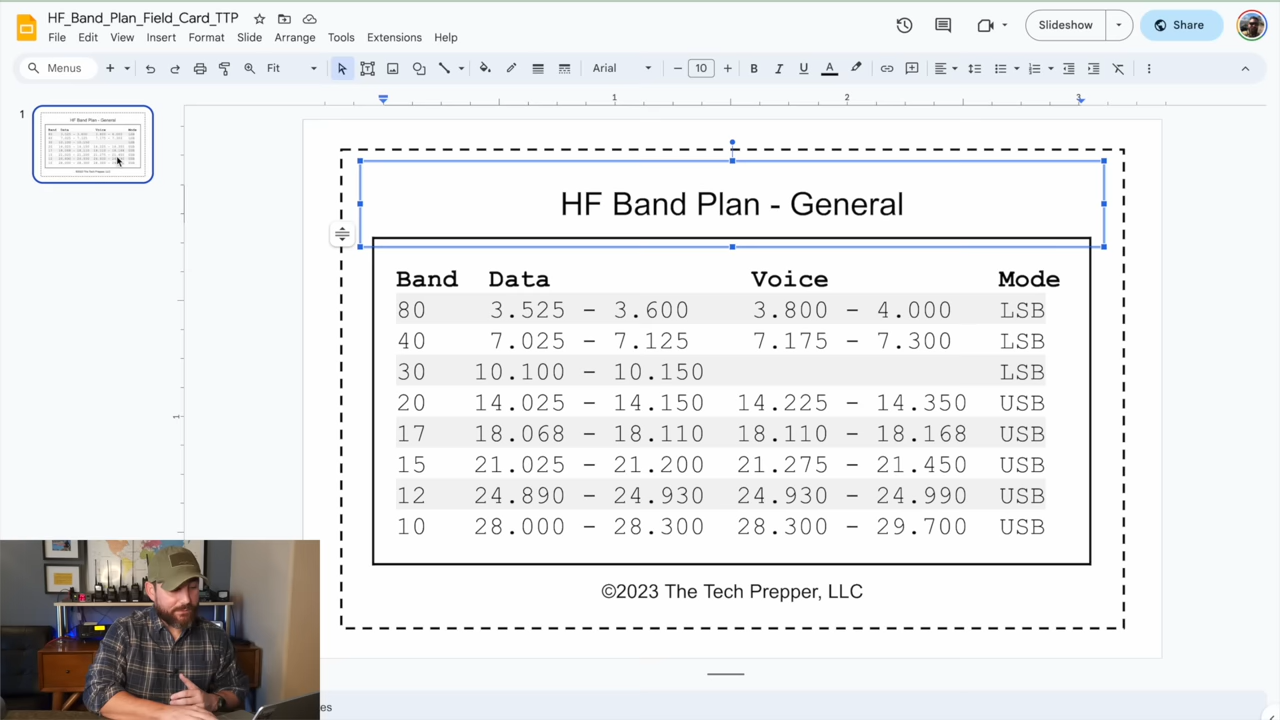 HF_Band_Plan_Field_Card_TTP
File Edit View Insert Format Slide Arrange Tools Extensions Help
Slideshow
Share
Menus
Fit
Arial
10
1 2 3
1
1
HF Band Plan - General
Band Data Voice Mode
80 3.525 - 3.600 3.800 - 4.000 LSB
40 7.025 - 7.125 7.175 - 7.300 LSB
30 10.100 - 10.150 LSB
20 14.025 - 14.150 14.225 - 14.350 USB
17 18.068 - 18.110 18.110 - 18.168 USB
15 21.025 - 21.200 21.275 - 21.450 USB
12 24.890 - 24.930 24.930 - 24.990 USB
10 28.000 - 28.300 28.300 - 29.700 USB
©2023 The Tech Prepper, LLC